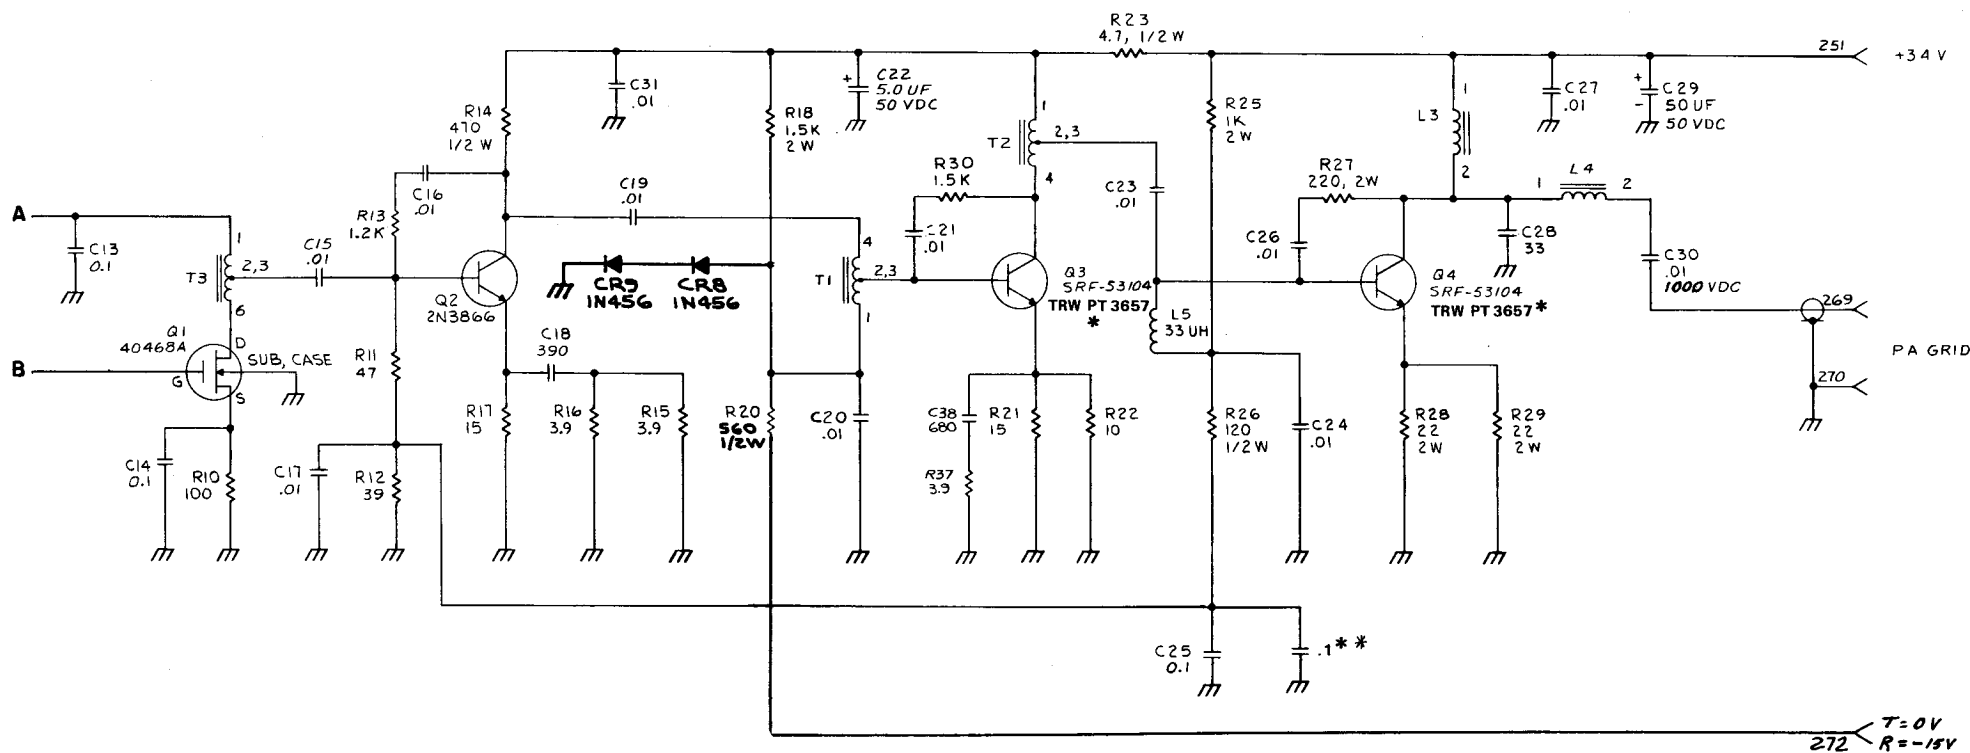 R23
4.7, 1/2 W
251
+34 V
C31
.01
+
C22
5.0 UF
50 VDC
R14
470
1/2 W
R18
1.5K
2 W
1
T2
2,3
4
R25
1K
2 W
1
L3
2
C27
.01
+
-
C29
50 UF
50 VDC
C16
.01
R30
1.5 K
C23
.01
R27
220, 2W
1
L4
2
A
C13
0.1
R13
1.2K
C15
.01
C19
.01
C21
.01
C26
.01
C28
33
C30
.01
1000 VDC
1
T3
2,3
6
Q2
2N3866
CR9
1N456
CR8
1N456
4
T1
2,3
1
Q3
SRF-53104
TRW PT 3657
*
L5
33 UH
Q4
SRF-53104
TRW PT 3657 *
269
270
PA GRID
Q1
40468A
D
SUB, CASE
B
G
S
R11
47
C18
390
R17
15
R16
3.9
R15
3.9
R20
560
1/2W
C20
.01
C38
680
R21
15
R22
10
R26
120
1/2 W
C24
.01
R28
22
2W
R29
22
2W
C14
0.1
R10
100
C17
.01
R12
39
R37
3.9
C25
0.1
.1 * *
272
T = 0V
R = -15V